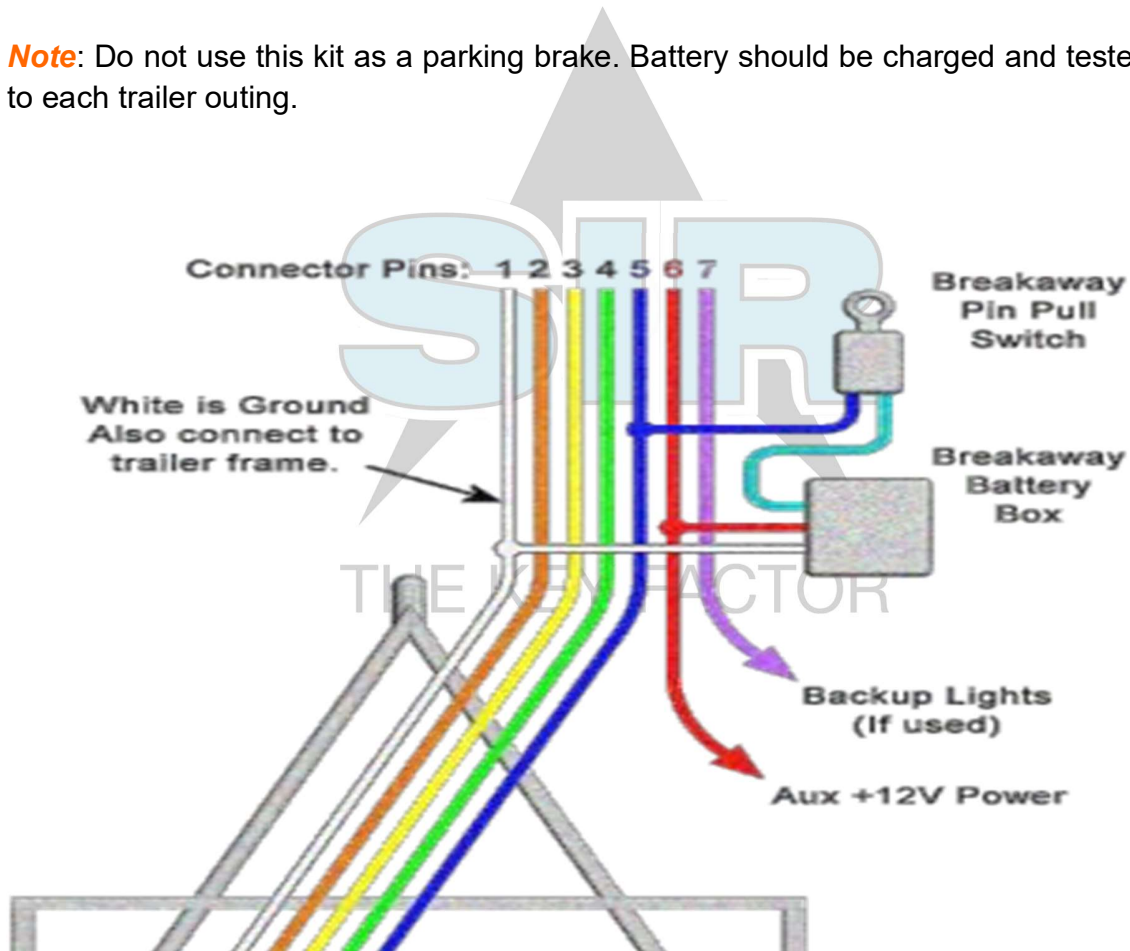 Note: Do not use this kit as a parking brake. Battery should be charged and teste
to each trailer outing.
SIR
THE KEY FACTOR
Connector Pins: 1 2 3 4 5 6 7
Breakaway
Pin Pull
Switch
White is Ground
Also connect to
trailer frame.
Breakaway
Battery
Box
Backup Lights
(If used)
Aux +12V Power